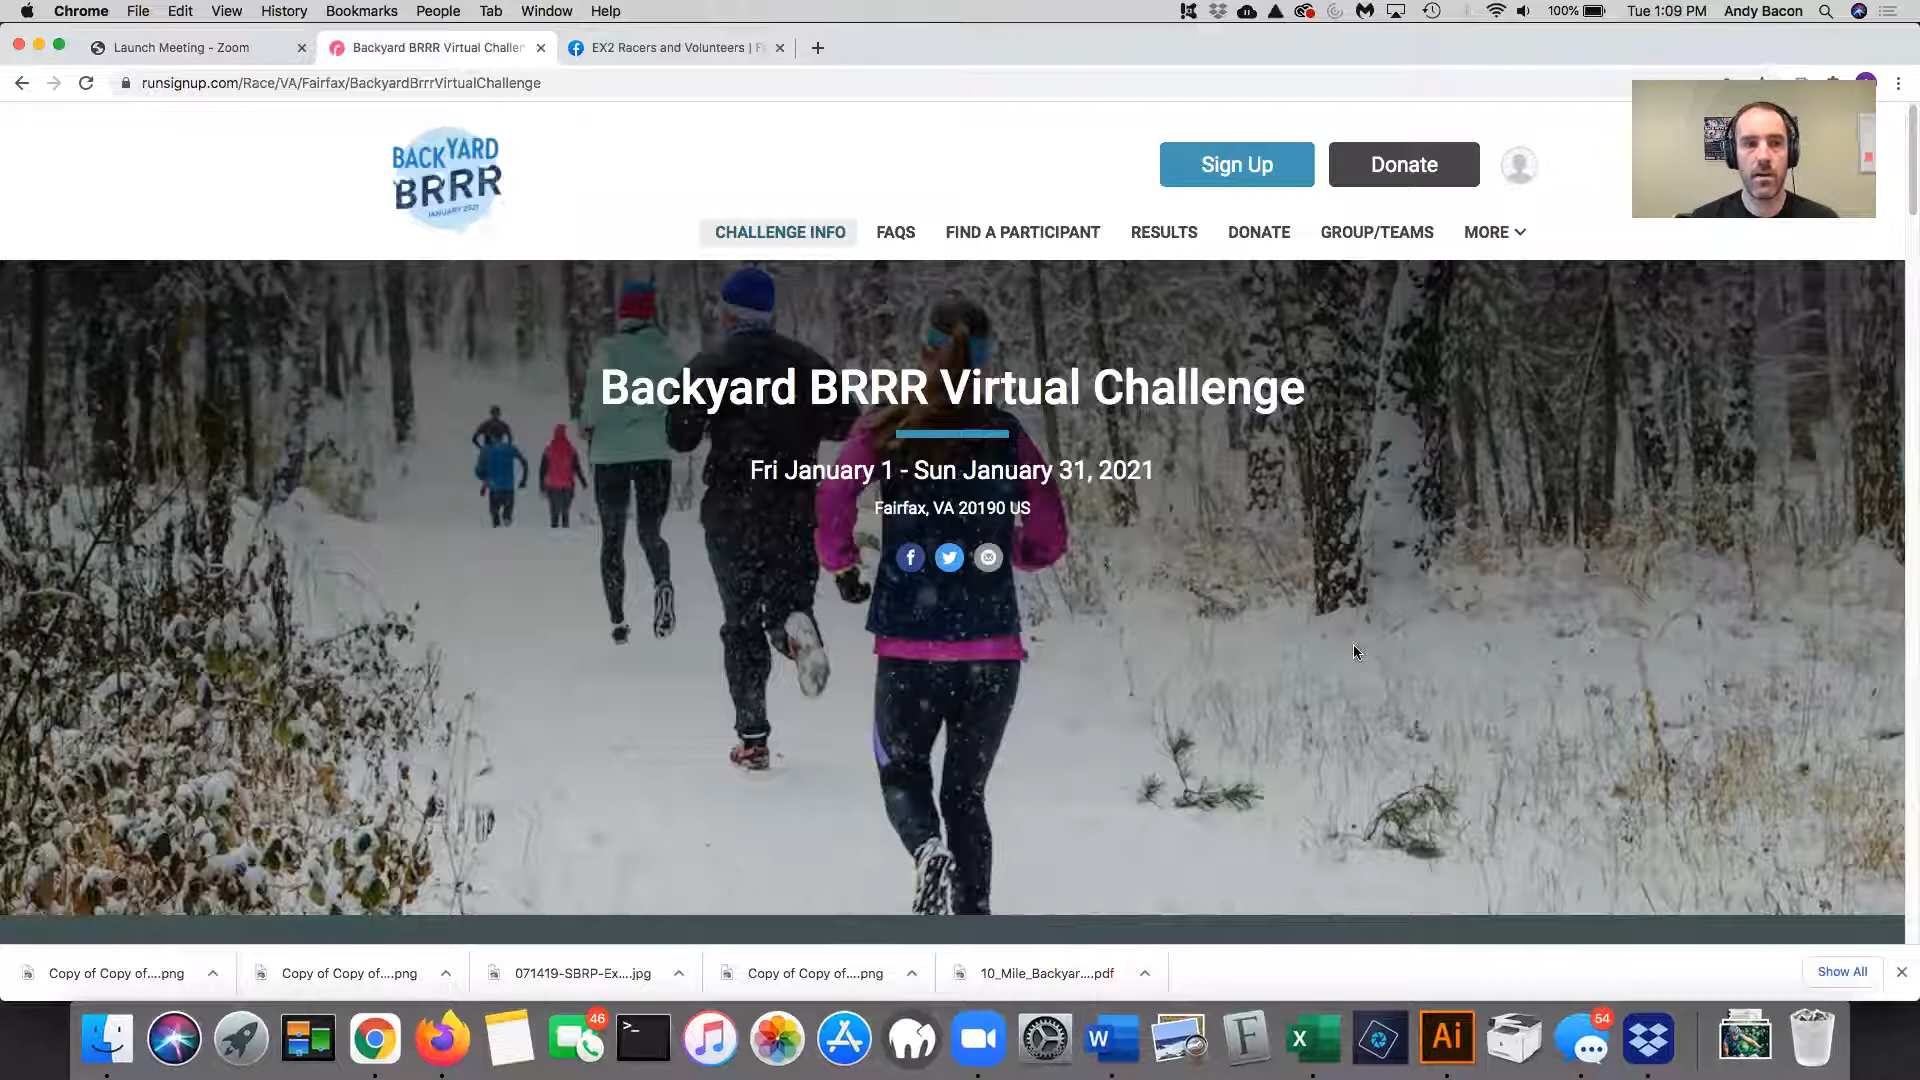 Chrome File Edit View History Bookmarks People Tab Window Help 100% Tue 1:09 PM Andy Bacon
Launch Meeting - Zoom
Backyard BRRR Virtual Challen
EX2 Racers and Volunteers | F
runsignup.com/Race/VA/Fairfax/BackyardBrrrVirtualChallenge
BACKYARD
BRRR
JANUARY 2021
Sign Up
Donate
CHALLENGE INFO FAQS FIND A PARTICIPANT RESULTS DONATE GROUP/TEAMS MORE
Backyard BRRR Virtual Challenge
Fri January 1 - Sun January 31, 2021
Fairfax, VA 20190 US
Copy of Copy of....png
Copy of Copy of....png
071419-SBRP-Ex....jpg
Copy of Copy of....png
10_Mile_Backyar....pdf
Show All
46
54
>_
W
F
X
Ai